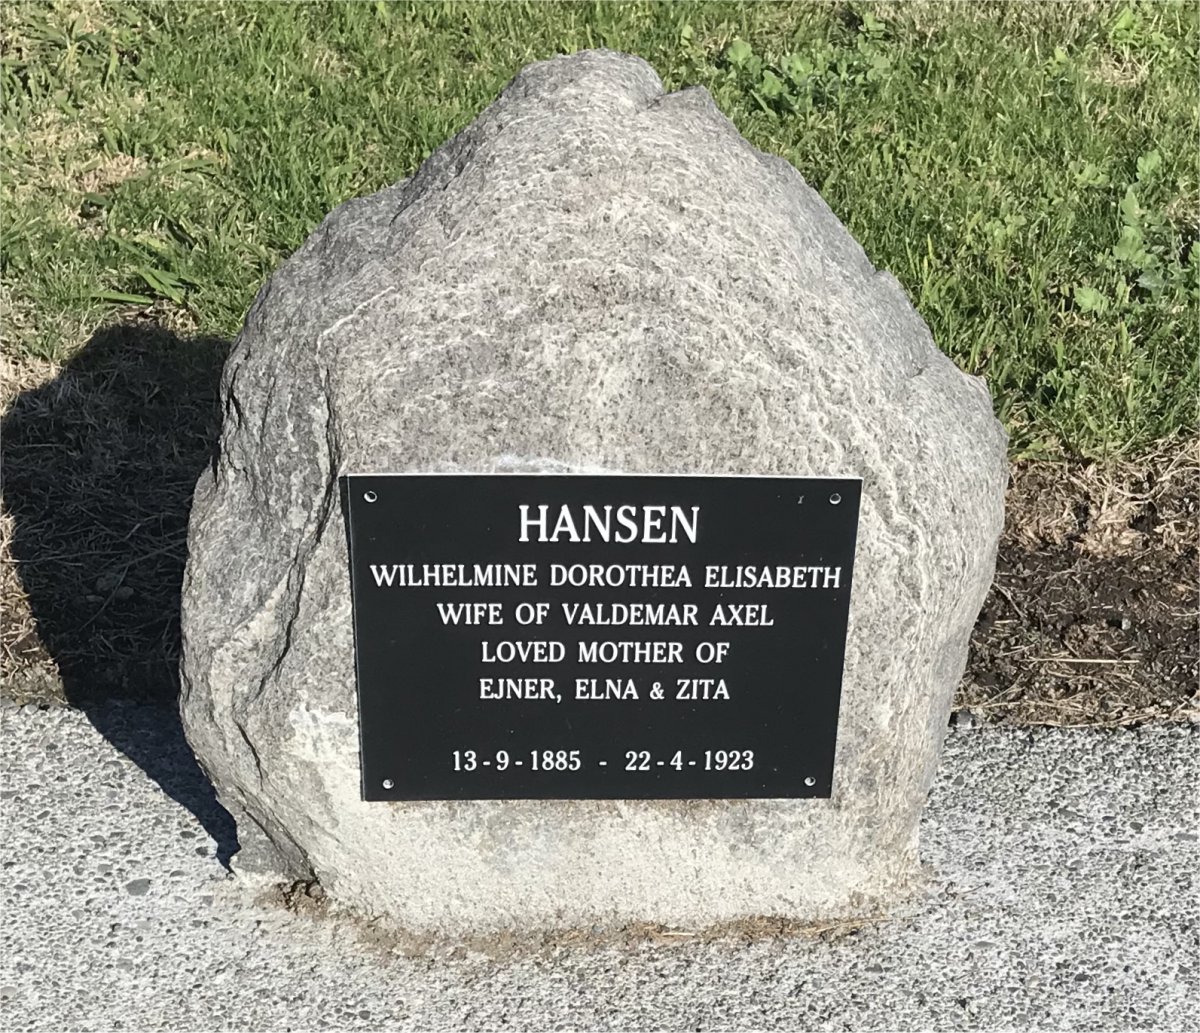 HANSEN
WILHELMINE DOROTHEA ELISABETH
WIFE OF VALDEMAR AXEL
LOVED MOTHER OF
EJNER, ELNA & ZITA
13-9-1885 - 22-4-1923